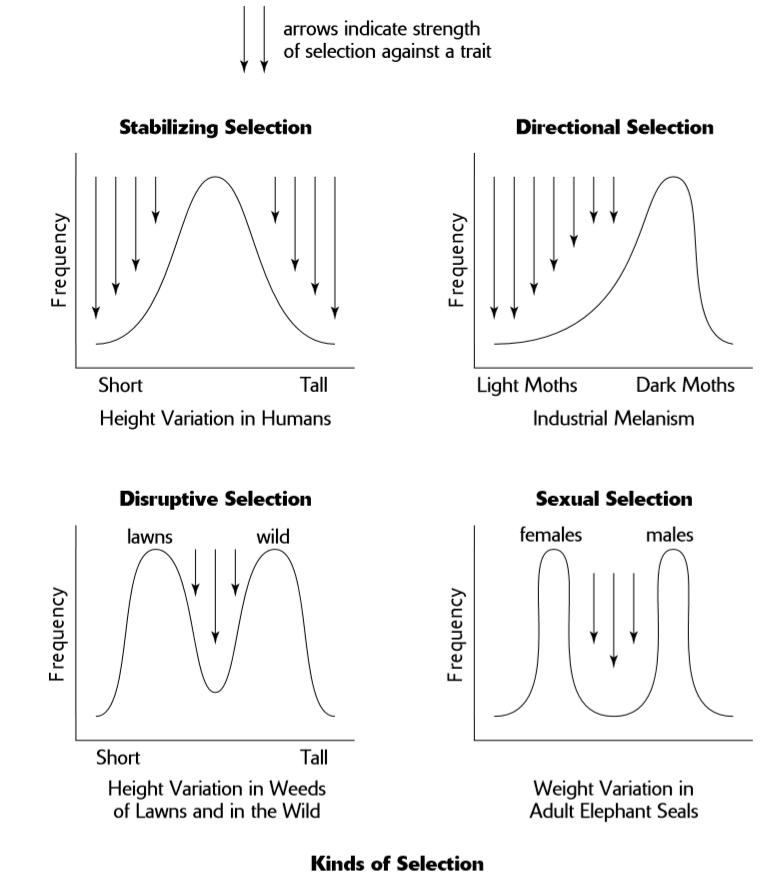 arrows indicate strength
of selection against a trait
Stabilizing Selection
Frequency
Short
Tall
Height Variation in Humans
Directional Selection
Frequency
Light Moths
Dark Moths
Industrial Melanism
Disruptive Selection
lawns
wild
Frequency
Short
Tall
Height Variation in Weeds
of Lawns and in the Wild
Sexual Selection
females
males
Frequency
Weight Variation in
Adult Elephant Seals
Kinds of Selection